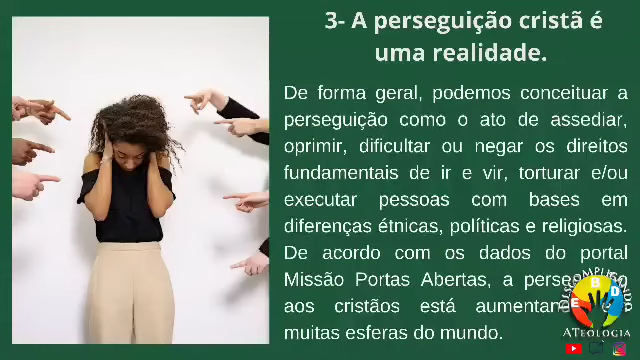 3- A perseguição cristã é
uma realidade.
De forma geral, podemos conceituar a
perseguição como o ato de assediar,
oprimir, dificultar ou negar os direitos
fundamentais de ir e vir, torturar e/ou
executar pessoas com bases em
diferenças étnicas, políticas e religiosas.
De acordo com os dados do portal
Missão Portas Abertas, a
aos cristãos está
muitas esferas do mundo.
DESCOMPLICANDO
EBD
ATEOLOGIA